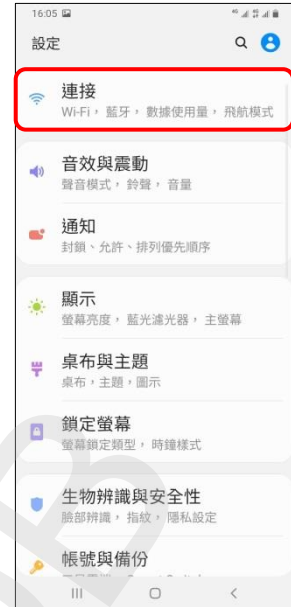 16:05
設定
連接
Wi-Fi， 藍牙， 數據使用量， 飛航模式
音效與震動
聲音模式， 鈴聲， 音量
通知
封鎖、允許、排列優先順序
顯示
螢幕亮度， 藍光濾光器， 主螢幕
桌布與主題
桌布，主題，圖示
鎖定螢幕
螢幕鎖定類型， 時鐘樣式
生物辨識與安全性
臉部辨識， 指紋， 隱私設定
帳號與備份